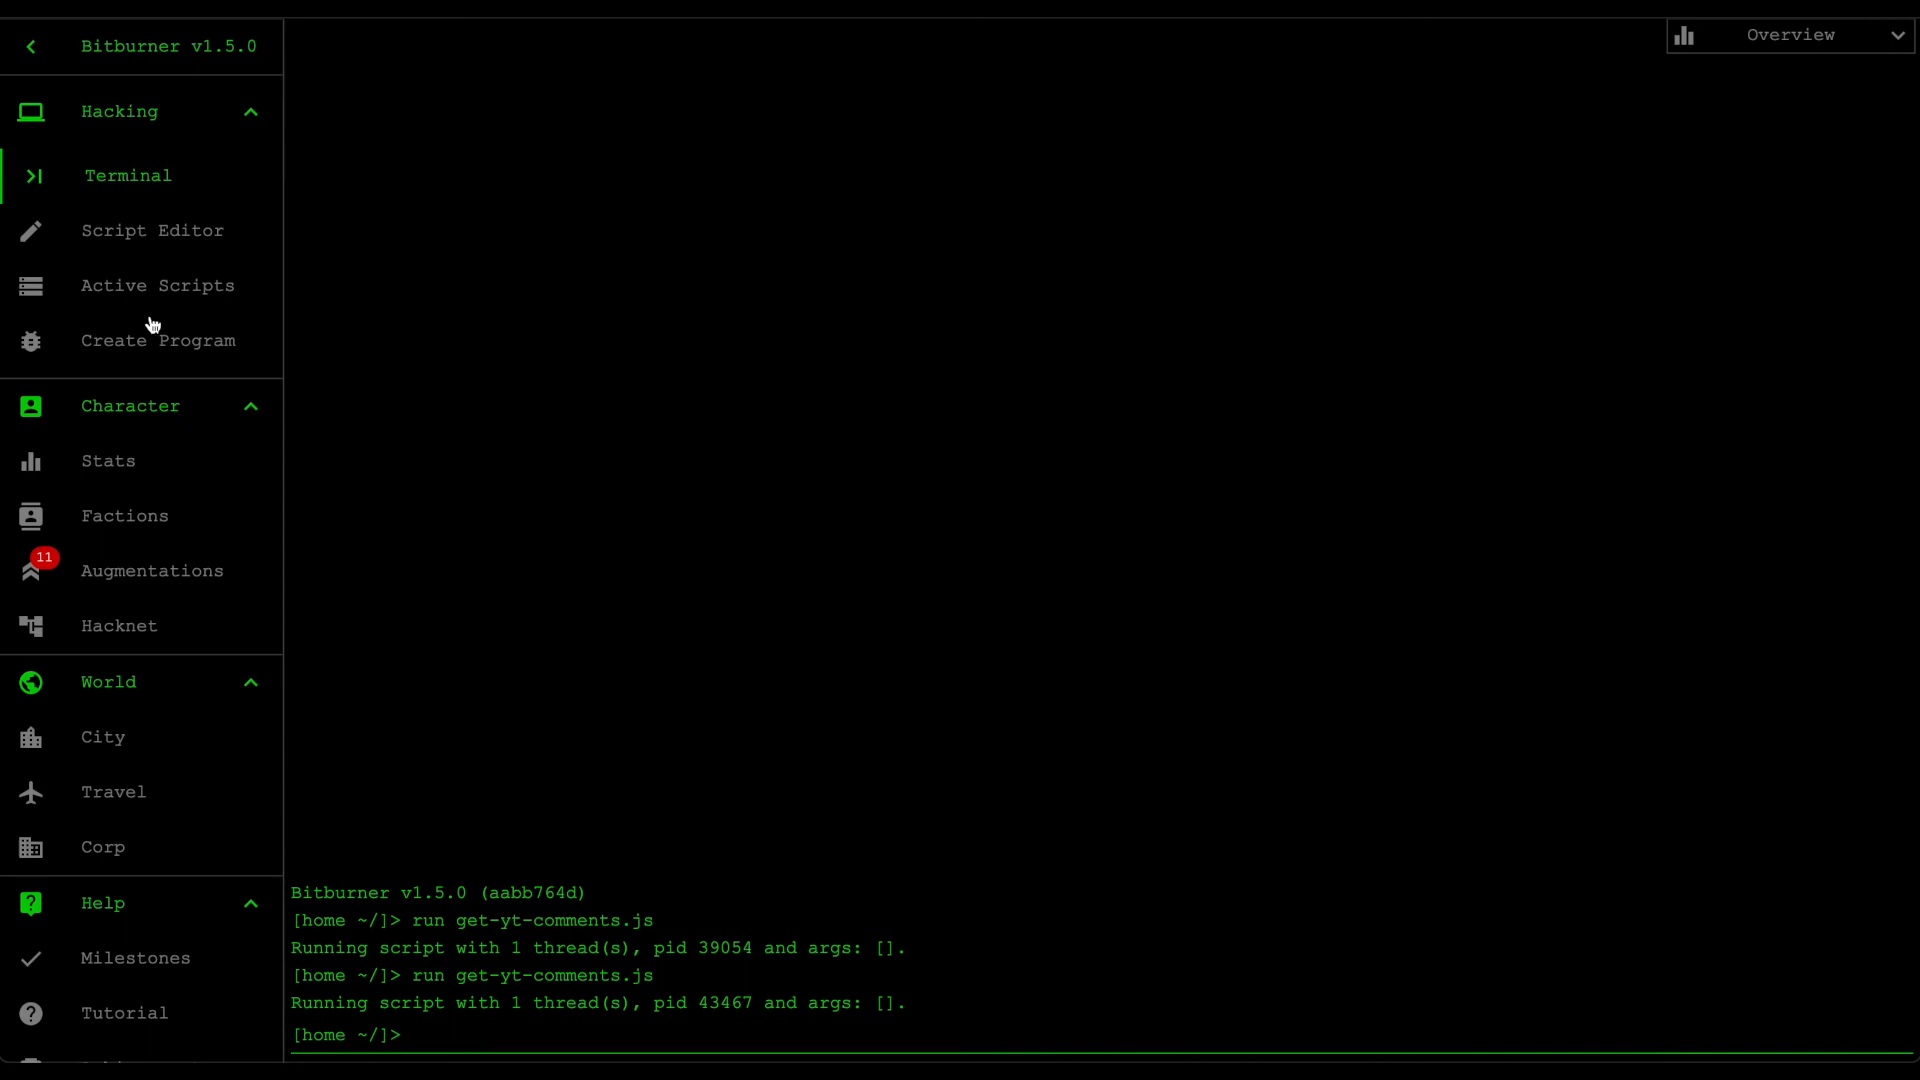 Bitburner v1.5.0
Overview
Hacking
Terminal
Script Editor
Active Scripts
Create Program
Character
Stats
Factions
11
Augmentations
Hacknet
World
City
Travel
Corp
Help
Milestones
Tutorial
Bitburner v1.5.0 (aabb764d)
[home ~/]> run get-yt-comments.js
Running script with 1 thread(s), pid 39054 and args: [].
[home ~/]> run get-yt-comments.js
Running script with 1 thread(s), pid 43467 and args: [].
[home ~/]>